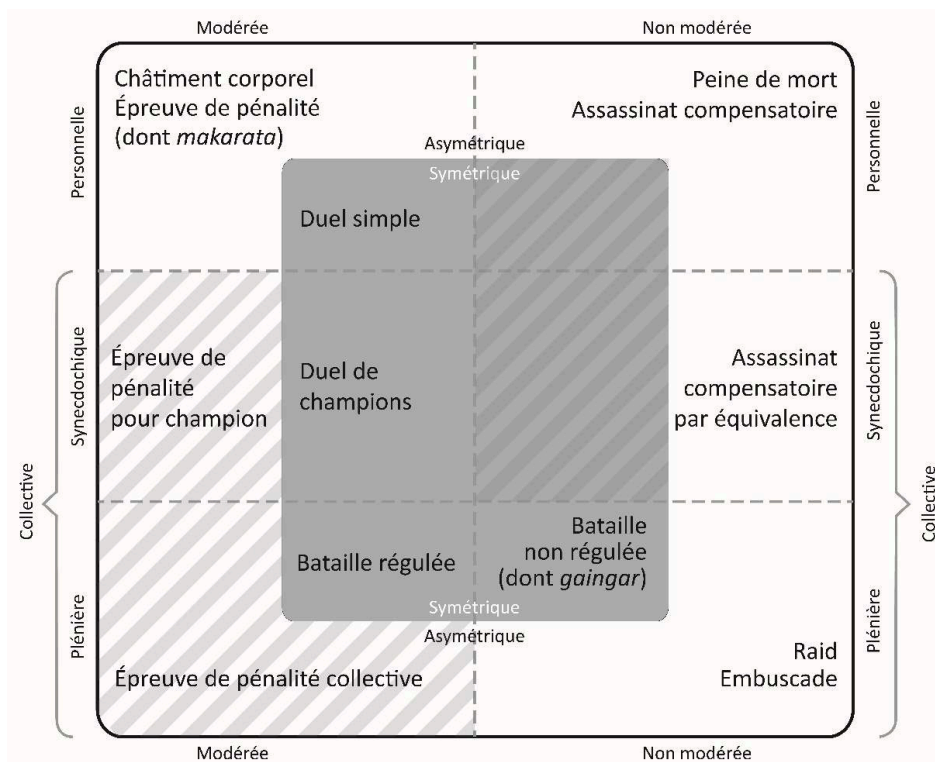 Modérée
Non modérée
Châtiment corporel
Épreuve de pénalité
(dont makarata)
Peine de mort
Assassinat compensatoire
Personnelle
Personnelle
Asymétrique
Symétrique
Duel simple
Épreuve de
pénalité
pour champion
Duel de
champions
Assassinat
compensatoire
par équivalence
Synecdochique
Synecdochique
Collective
Collective
Bataille régulée
Bataille
non régulée
(dont gaingar)
Symétrique
Asymétrique
Plénière
Plénière
Épreuve de pénalité collective
Raid
Embuscade
Modérée
Non modérée